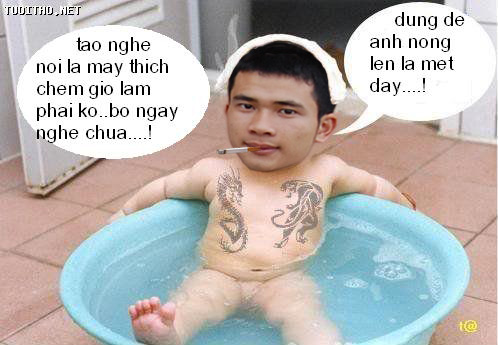 TUOITHO.NET
tao nghe
noi la may thich
chem gio lam
phai ko..bo ngay
nghe chua....!
dung de
anh nong
len la met
day....!
t@